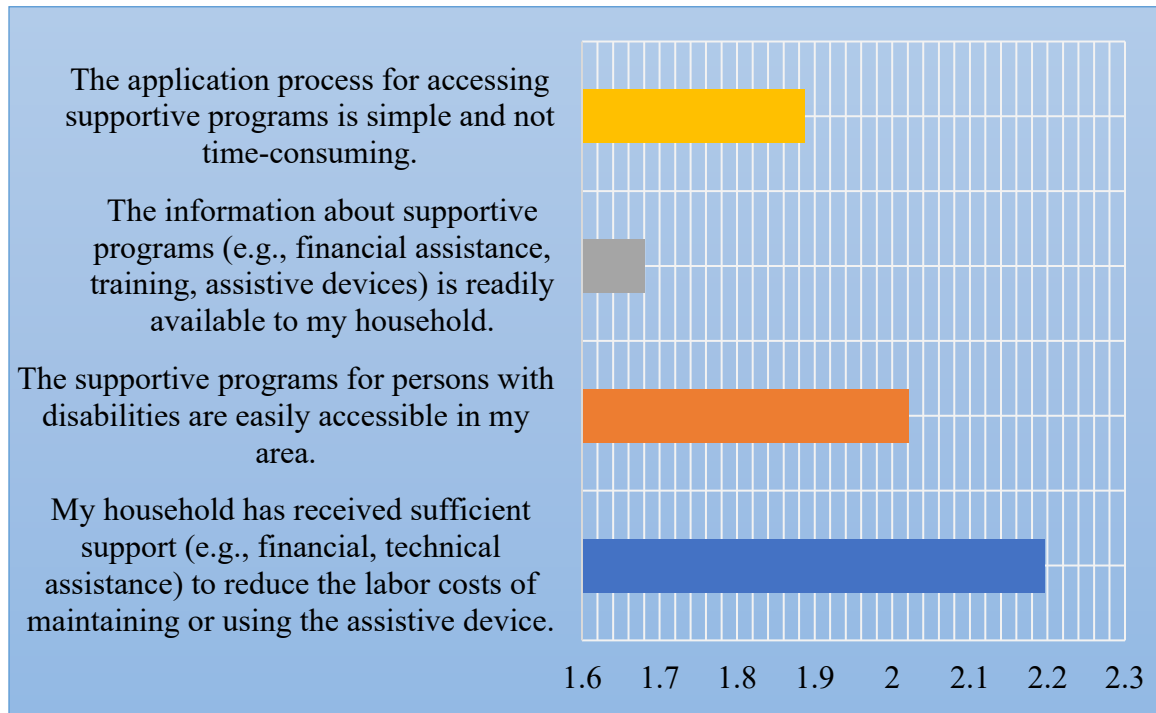 The application process for accessing
supportive programs is simple and not
time-consuming.
The information about supportive
programs (e.g., financial assistance,
training, assistive devices) is readily
available to my household.
The supportive programs for persons with
disabilities are easily accessible in my
area.
My household has received sufficient
support (e.g., financial, technical
assistance) to reduce the labor costs of
maintaining or using the assistive device.
1.6 1.7 1.8 1.9 2 2.1 2.2 2.3